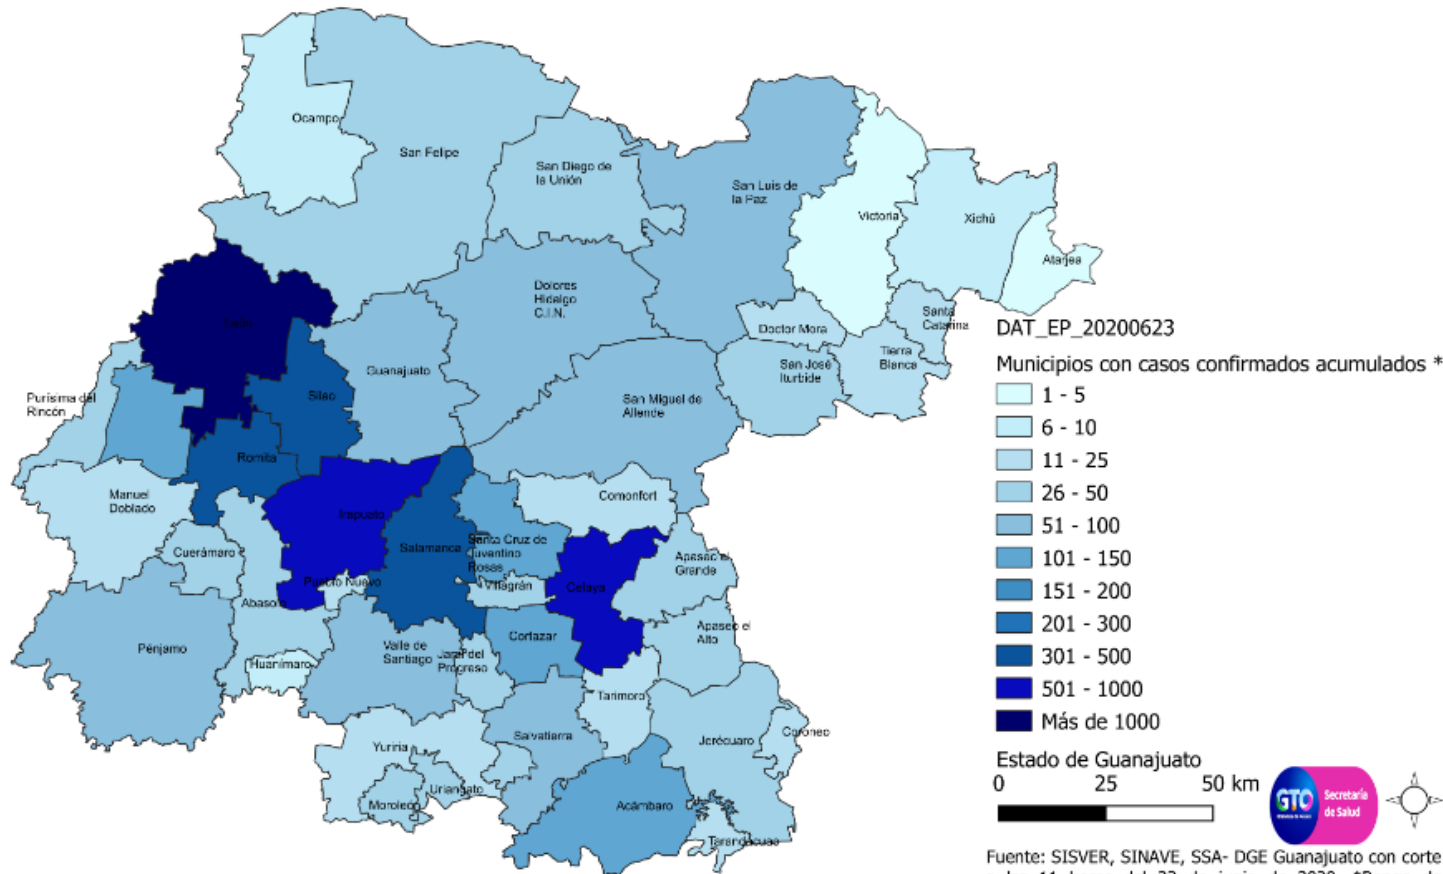 Ocampo
San Felipe
San Diego de
la Unión
San Luis de
la Paz
Victoria
Xichú
Atarjea
León
Dolores
Hidalgo
C.I.N.
Doctor Mora
Santa
Catarina
Tierra
Blanca
San José
Iturbide
Guanajuato
Silao
San Miguel de
Allende
Purísima del
Rincón
Romita
Manuel
Doblado
Irapuato
Comonfort
Cuerámaro
Salamanca
Santa Cruz de
Juventino
Rosas
Apaseo el
Grande
Pueblo Nuevo
Villagrán
Celaya
Abasolo
Pénjamo
Cortazar
Apaseo el
Alto
Valle de
Santiago
Jaral del
Progreso
Huanímaro
Tarimoro
Yuriria
Salvatierra
Jerécuaro
Coroneo
Uriangato
Moroleón
Acámbaro
Tarandacuao
DAT_EP_20200623
Municipios con casos confirmados acumulados *
1 - 5
6 - 10
11 - 25
26 - 50
51 - 100
101 - 150
151 - 200
201 - 300
301 - 500
501 - 1000
Más de 1000
Estado de Guanajuato
0 25 50 km
GTO
Secretaría
de Salud
Fuente: SISVER, SINAVE, SSA- DGE Guanajuato con corte